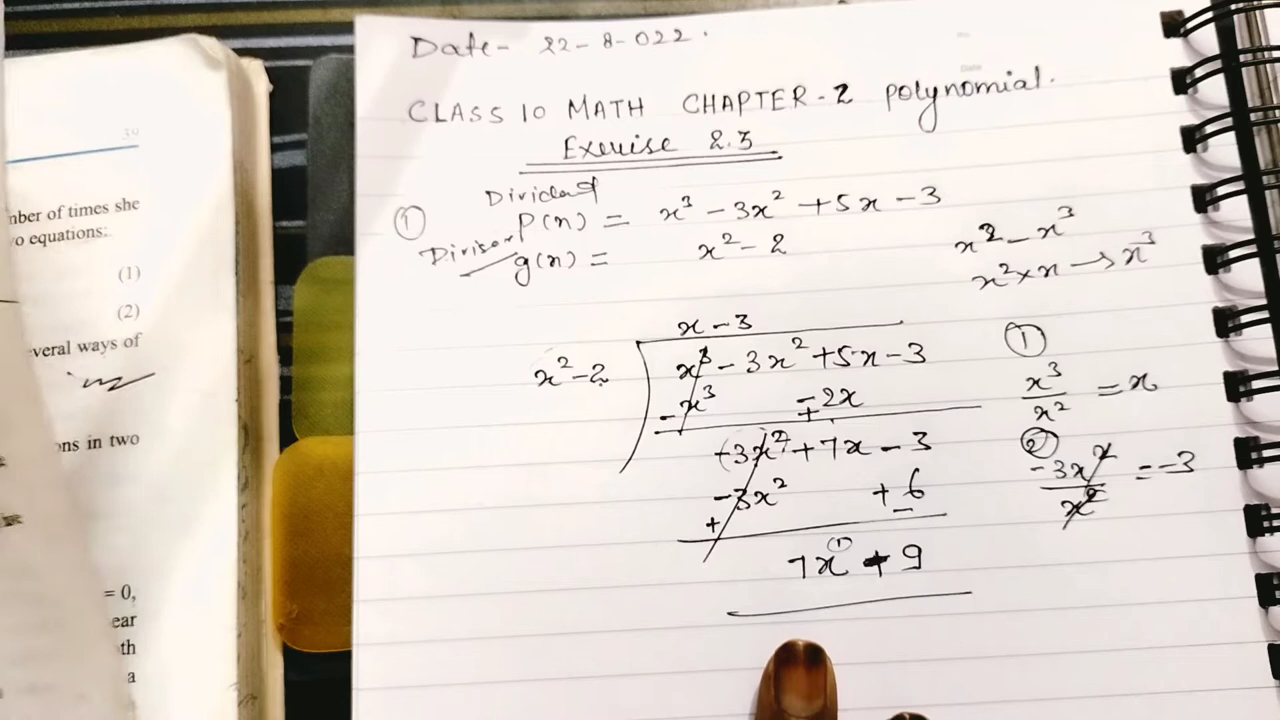 39
nber of times she
o equations:
(1)
(2)
everal ways of
ons in two
= 0,
ear
th
a
Date- 22-8-022.
CLASS 10 MATH CHAPTER-2 polynomial.
Exercise 2.3
Dividend
① P(x) = x³ - 3x² + 5x - 3
Divisor g(x) = x² - 2
x² - x³
x² × x → x³
x - 3
x² - 2 x³ - 3x² + 5x - 3
- x³ - 2x
+
-3x² + 7x - 3
-3x² + 6
+ -
7x - 9
①
x³/x² = x
②
-3x²/x² = -3